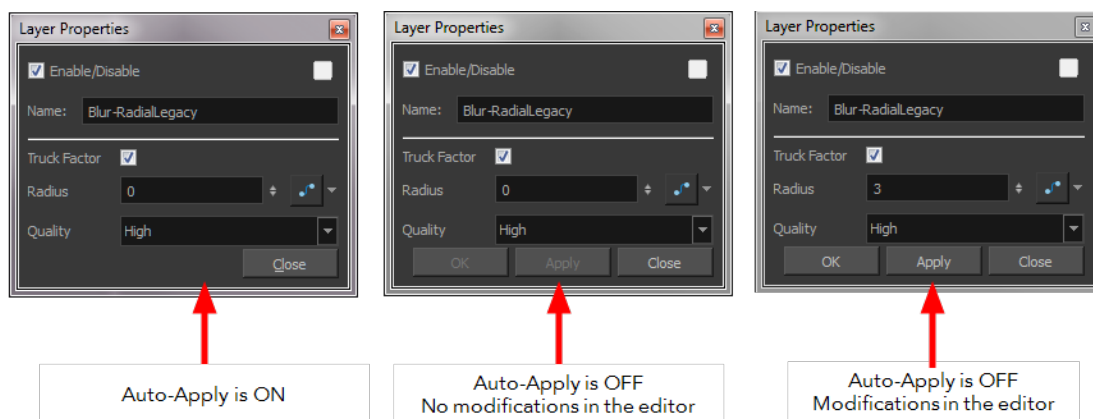 Layer Properties
Enable/Disable
Name: Blur-RadialLegacy
Truck Factor
Radius 0
Quality High
Close
Auto-Apply is ON
Layer Properties
Enable/Disable
Name: Blur-RadialLegacy
Truck Factor
Radius 0
Quality High
OK Apply Close
Auto-Apply is OFF
No modifications in the editor
Layer Properties
Enable/Disable
Name: Blur-RadialLegacy
Truck Factor
Radius 3
Quality High
OK Apply Close
Auto-Apply is OFF
Modifications in the editor